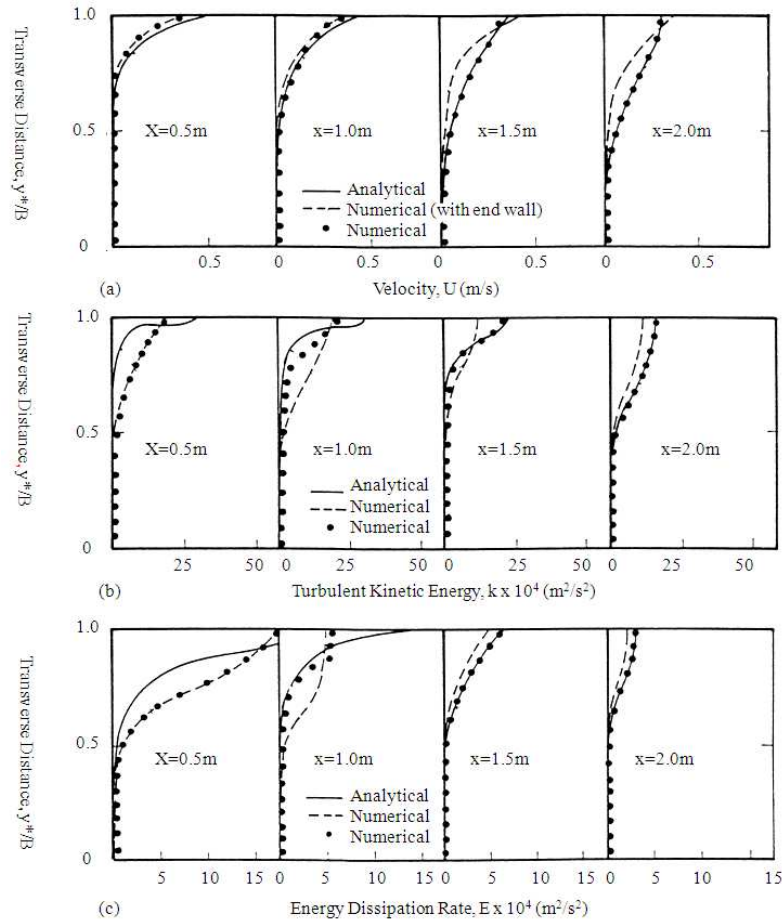 1.0
0.5
0
Transverse Distance, y*/B
X=0.5m
x=1.0m
x=1.5m
x=2.0m
Analytical
Numerical (with end wall)
Numerical
0.5
0
0.5
0
0.5
0
0.5
(a)
Velocity, U (m/s)
1.0
0.5
0
Transverse Distance, y*/B
X=0.5m
x=1.0m
x=1.5m
x=2.0m
Analytical
Numerical
Numerical
25
50
0
25
50
0
25
50
0
25
50
(b)
Turbulent Kinetic Energy, k x 10⁴ (m²/s²)
1.0
0.5
0
Transverse Distance, y*/B
X=0.5m
x=1.0m
x=1.5m
x=2.0m
Analytical
Numerical
Numerical
0
5
10
15
0
5
10
15
0
5
10
15
0
5
10
15
(c)
Energy Dissipation Rate, E x 10⁴ (m²/s²)